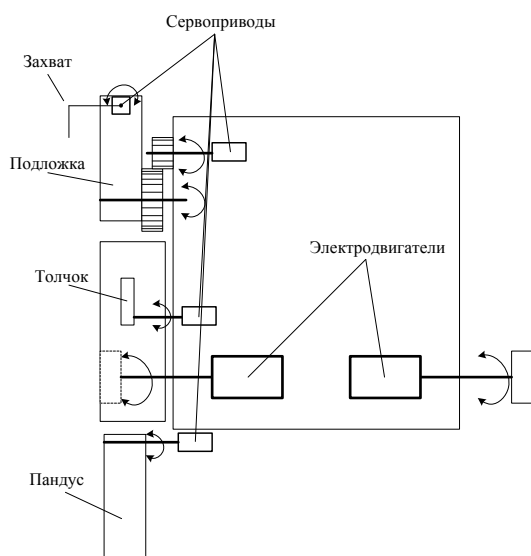 Сервоприводы
Захват
Подложка
Электродвигатели
Толчок
Пандус